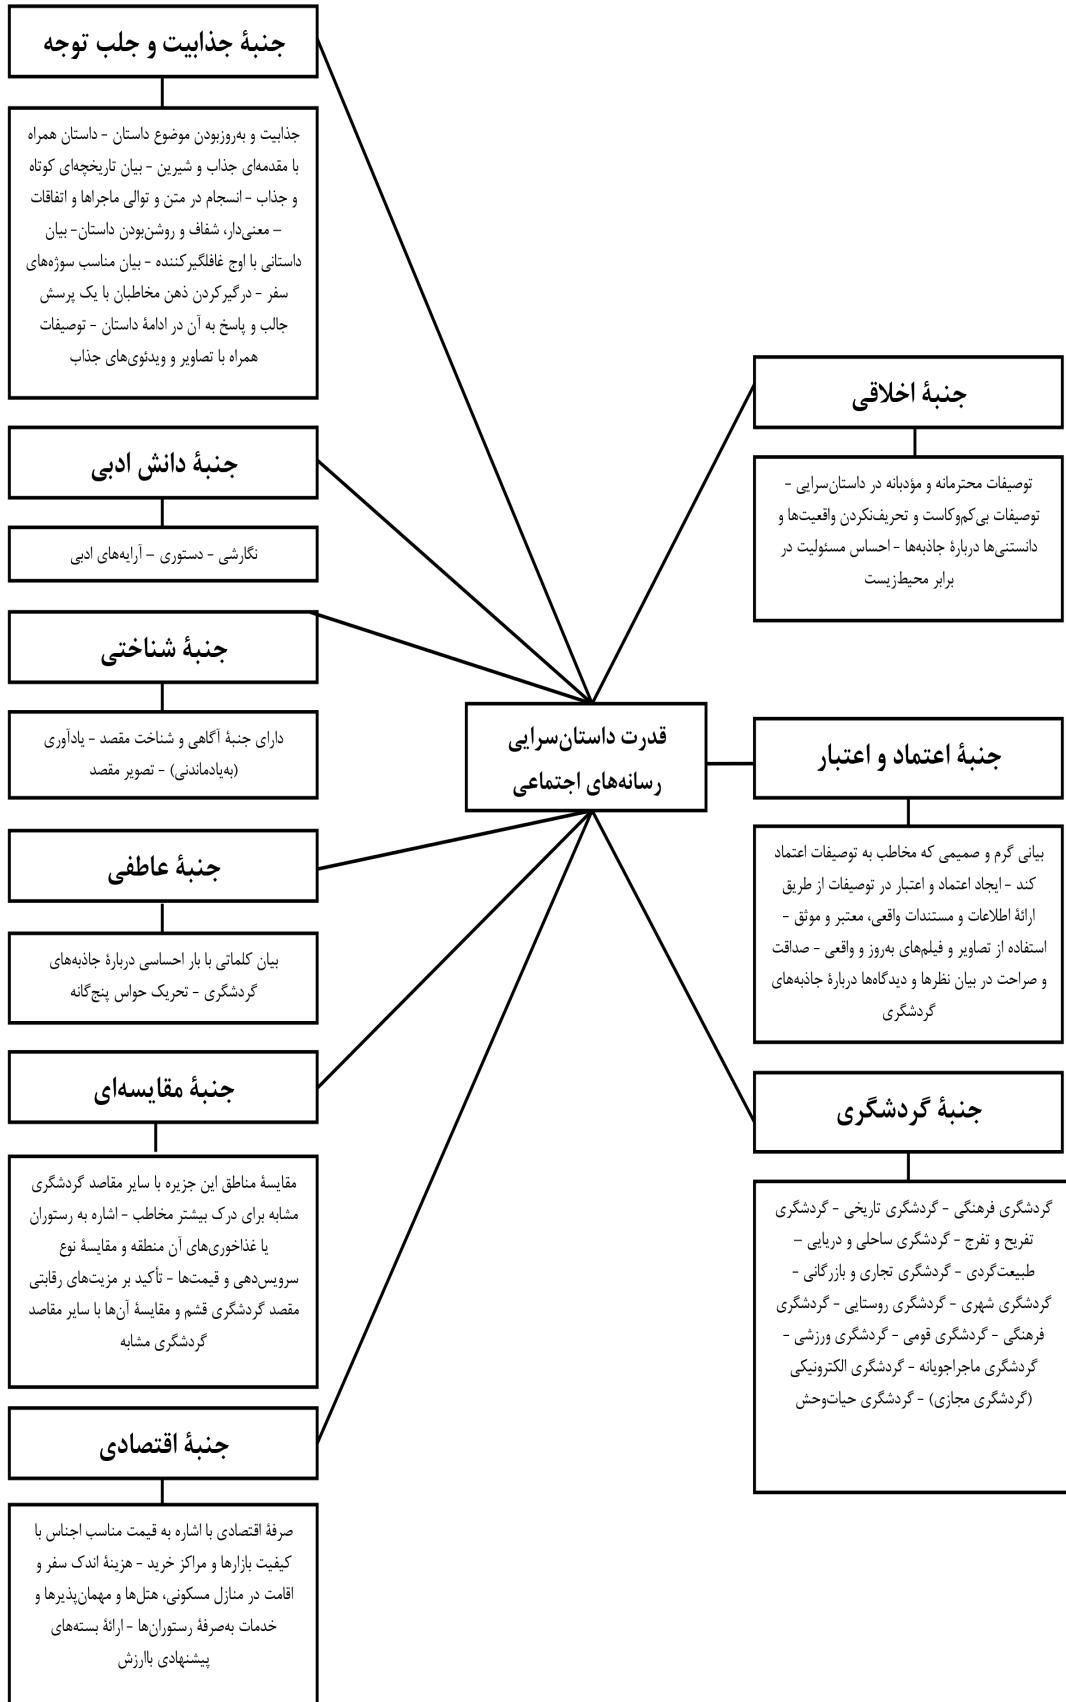 جنبهٔ جذابیت و جلب توجه
جذابیت و به‌روزبودن موضوع داستان - داستان همراه
با مقدمه‌ای جذاب و شیرین - بیان تاریخچه‌ای کوتاه
و جذاب - انسجام در متن و توالی ماجراها و اتفاقات
– معنی‌دار، شفاف و روشن‌بودن داستان- بیان
داستانی با اوج غافلگیرکننده - بیان مناسب سوژه‌های
سفر - درگیرکردن ذهن مخاطبان با یک پرسش
جالب و پاسخ به آن در ادامهٔ داستان - توصیفات
همراه با تصاویر و ویدئوی‌های جذاب
جنبهٔ دانش ادبی
نگارشی - دستوری – آرایه‌های ادبی
جنبهٔ شناختی
دارای جنبهٔ آگاهی و شناخت مقصد - یادآوری
(به‌یادماندنی) - تصویر مقصد
جنبهٔ عاطفی
بیان کلماتی با بار احساسی دربارهٔ جاذبه‌های
گردشگری - تحریک حواس پنج‌گانه
جنبهٔ مقایسه‌ای
مقایسهٔ مناطق این جزیره با سایر مقاصد گردشگری
مشابه برای درک بیشتر مخاطب - اشاره به رستوران
یا غذاخوری‌های آن منطقه و مقایسهٔ نوع
سرویس‌دهی و قیمت‌ها - تأکید بر مزیت‌های رقابتی
مقصد گردشگری قشم و مقایسهٔ آن‌ها با سایر مقاصد
گردشگری مشابه
جنبهٔ اقتصادی
صرفهٔ اقتصادی با اشاره به قیمت مناسب اجناس با
کیفیت بازارها و مراکز خرید - هزینهٔ اندک سفر و
اقامت در منازل مسکونی، هتل‌ها و مهمان‌پذیرها و
خدمات به‌صرفهٔ رستوران‌ها - ارائهٔ بسته‌های
پیشنهادی باارزش
قدرت داستان‌سرایی
رسانه‌های اجتماعی
جنبهٔ اخلاقی
توصیفات محترمانه و مؤدبانه در داستان‌سرایی -
توصیفات بی‌کم‌وکاست و تحریف‌نکردن واقعیت‌ها و
دانستنی‌ها دربارهٔ جاذبه‌ها - احساس مسئولیت در
برابر محیط‌زیست
جنبهٔ اعتماد و اعتبار
بیانی گرم و صمیمی که مخاطب به توصیفات اعتماد
کند - ایجاد اعتماد و اعتبار در توصیفات از طریق
ارائهٔ اطلاعات و مستندات واقعی، معتبر و موثق -
استفاده از تصاویر و فیلم‌های به‌روز و واقعی - صداقت
و صراحت در بیان نظرها و دیدگاه‌ها دربارهٔ جاذبه‌های
گردشگری
جنبهٔ گردشگری
گردشگری فرهنگی - گردشگری تاریخی - گردشگری
تفریح و تفرج - گردشگری ساحلی و دریایی –
طبیعت‌گردی - گردشگری تجاری و بازرگانی -
گردشگری شهری - گردشگری روستایی - گردشگری
فرهنگی - گردشگری قومی - گردشگری ورزشی -
گردشگری ماجراجویانه - گردشگری الکترونیکی
(گردشگری مجازی) - گردشگری حیات‌وحش